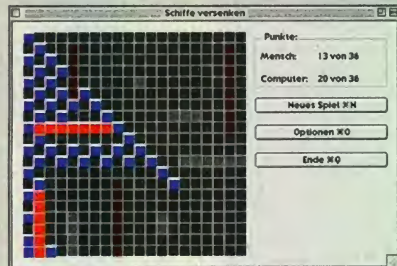 Schiffe versenken
Punkte:
Mensch: 13 von 36
Computer: 20 von 36
Neues Spiel ⌘N
Optionen ⌘O
Ende ⌘Q